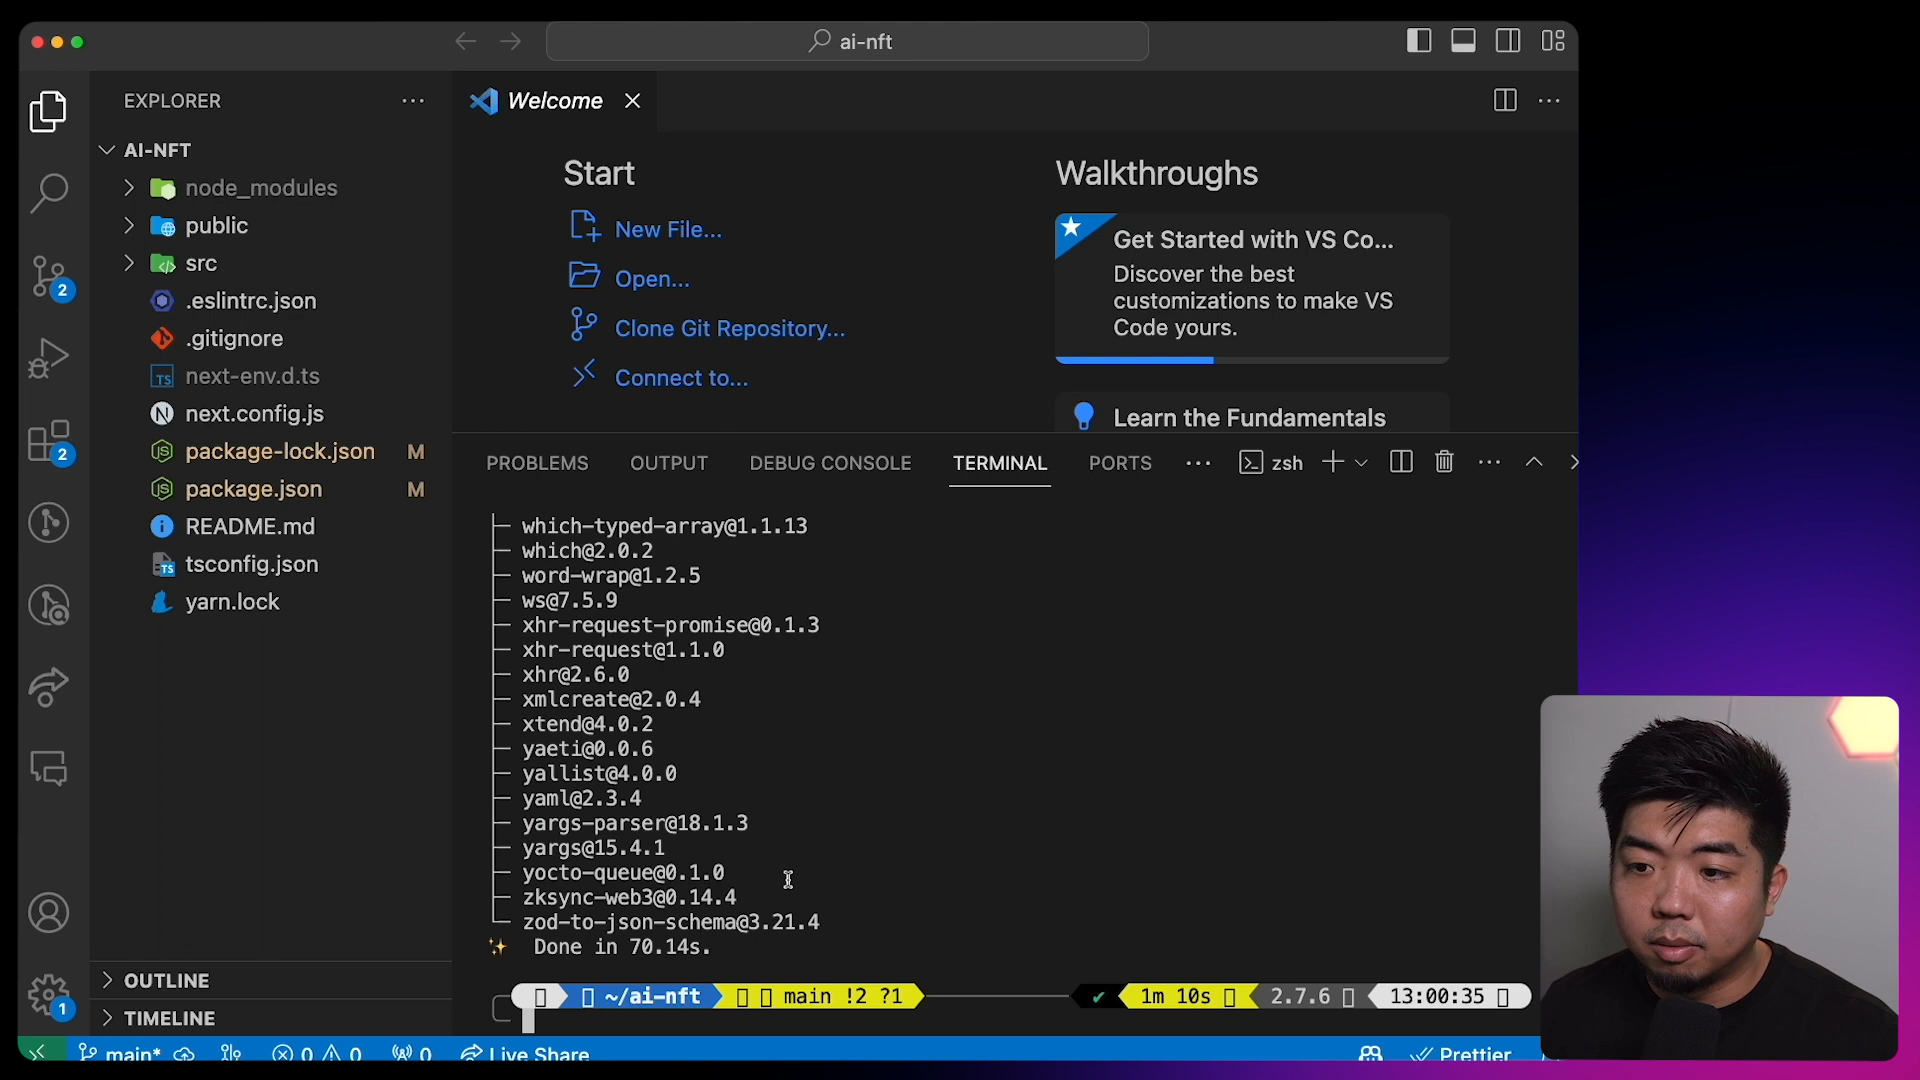 ai-nft
EXPLORER
AI-NFT
node_modules
public
src
.eslintrc.json
.gitignore
next-env.d.ts
next.config.js
package-lock.json M
package.json M
README.md
tsconfig.json
yarn.lock
OUTLINE
TIMELINE
2
2
1
Welcome
Start
New File...
Open...
Clone Git Repository...
Connect to...
Walkthroughs
Get Started with VS Co...
Discover the best
customizations to make VS
Code yours.
Learn the Fundamentals
PROBLEMS OUTPUT DEBUG CONSOLE TERMINAL PORTS ··· zsh
which-typed-array@1.1.13
which@2.0.2
word-wrap@1.2.5
ws@7.5.9
xhr-request-promise@0.1.3
xhr-request@1.1.0
xhr@2.6.0
xmlcreate@2.0.4
xtend@4.0.2
yaeti@0.0.6
yallist@4.0.0
yaml@2.3.4
yargs-parser@18.1.3
yargs@15.4.1
yocto-queue@0.1.0
zksync-web3@0.14.4
zod-to-json-schema@3.21.4
✨ Done in 70.14s.
~/ai-nft main !2 ?1 ✔ 1m 10s 2.7.6 13:00:35
main* 0 0 0 Live Share Prettier